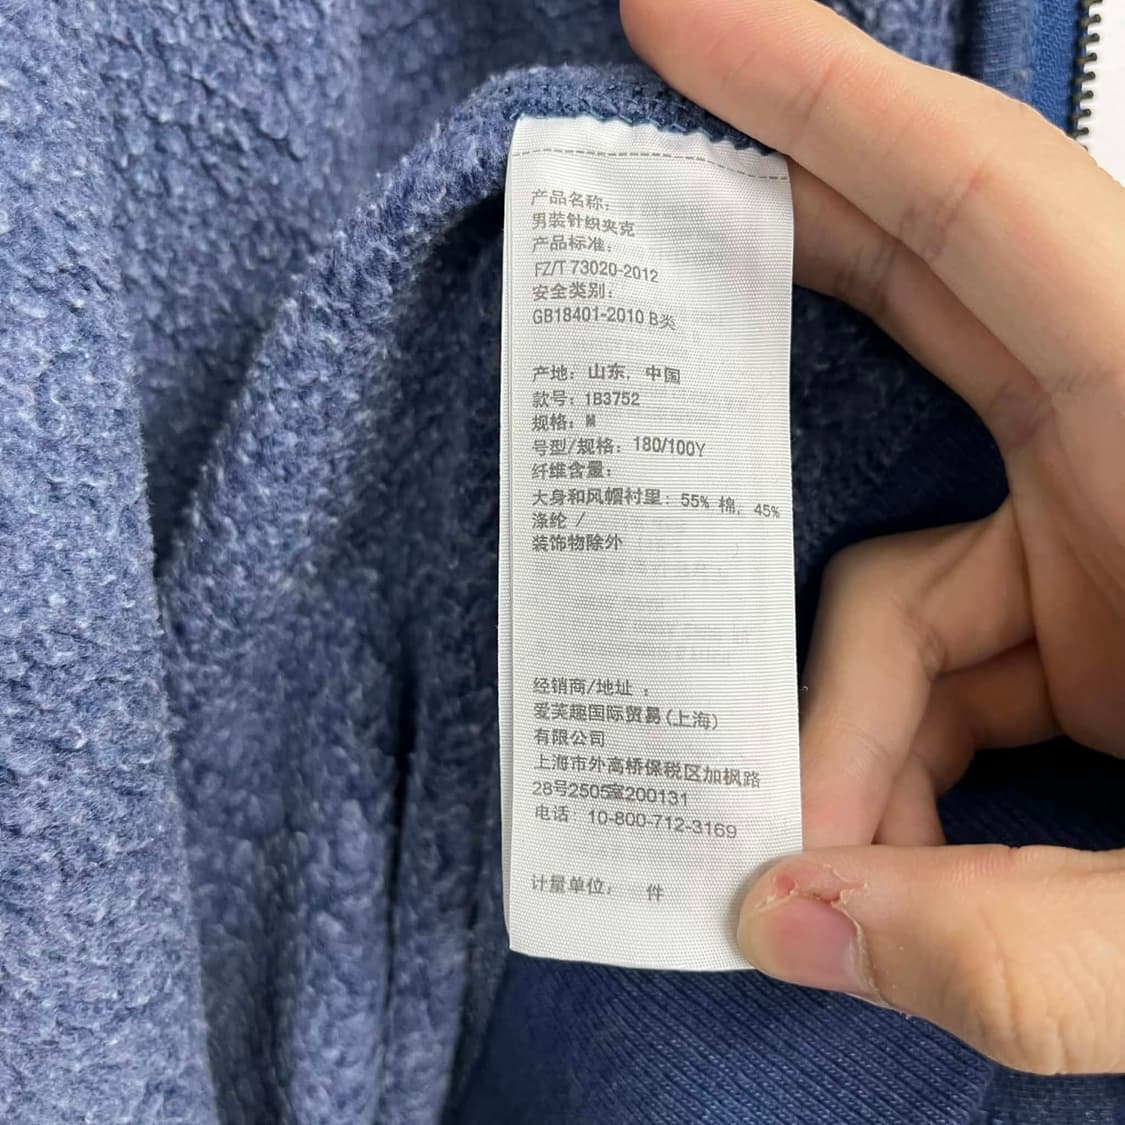 产品名称：
男装针织夹克
产品标准：
FZ/T 73020-2012
安全类别：
GB18401-2010 B类
产地：山东，中国
款号：1B3752
规格：M
号型/规格：180/100Y
纤维含量：
大身和风帽衬里：55% 棉，45%
涤纶 /
装饰物除外
经销商/地址 ：
爱芙趣国际贸易(上海)
有限公司
上海市外高桥保税区加枫路
28号2505室200131
电话：10-800-712-3169
计量单位： 件